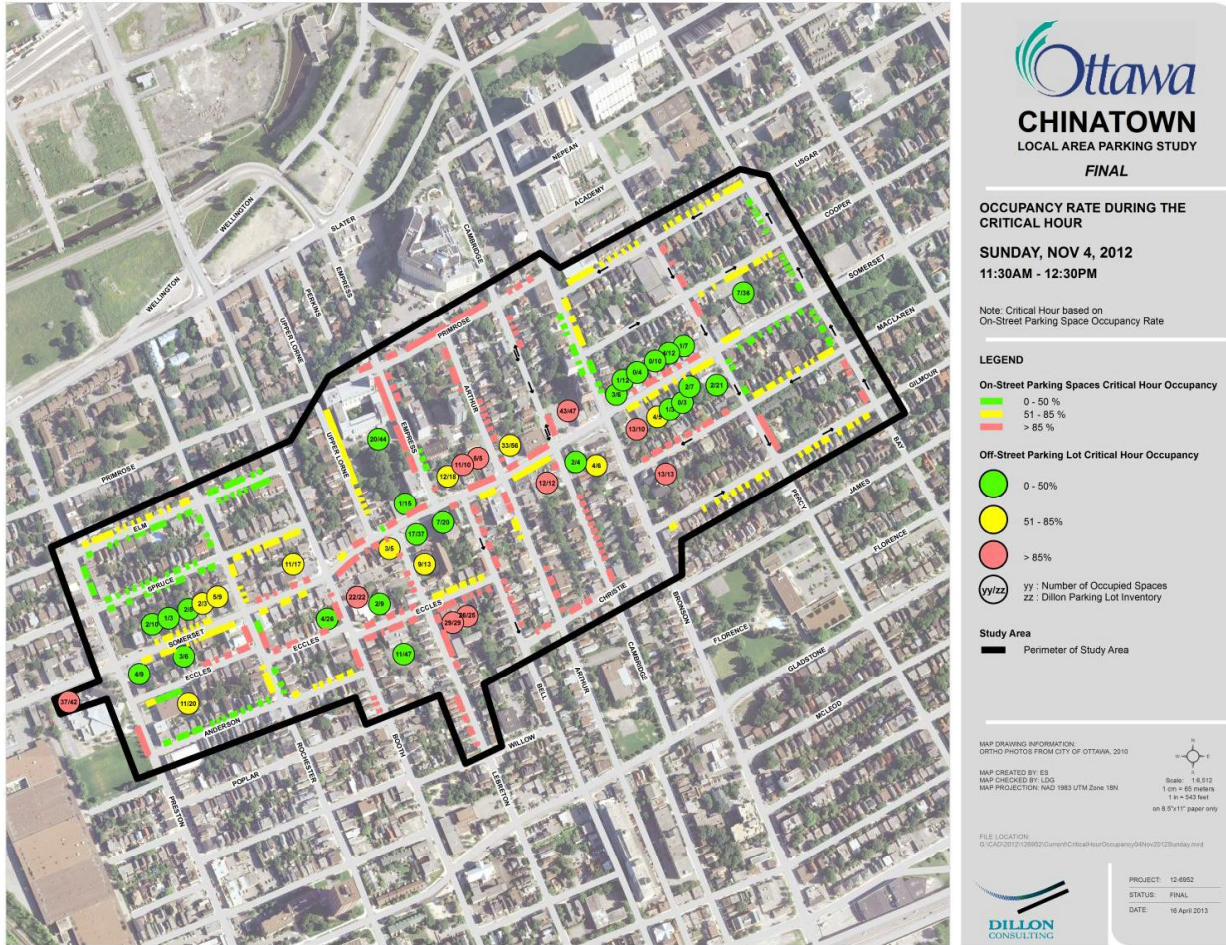 Ottawa
CHINATOWN
LOCAL AREA PARKING STUDY
FINAL
OCCUPANCY RATE DURING THE
CRITICAL HOUR
SUNDAY, NOV 4, 2012
11:30AM - 12:30PM
Note: Critical Hour based on
On-Street Parking Space Occupancy Rate
LEGEND
On-Street Parking Spaces Critical Hour Occupancy
0 - 50 %
51 - 85 %
> 85 %
Off-Street Parking Lot Critical Hour Occupancy
0 - 50%
51 - 85%
> 85%
yy/zz
yy : Number of Occupied Spaces
zz : Dillon Parking Lot Inventory
Study Area
Perimeter of Study Area
MAP DRAWING INFORMATION:
ORTHO PHOTOS FROM CITY OF OTTAWA, 2010
MAP CREATED BY: ES
MAP CHECKED BY: LDG
MAP PROJECTION: NAD 1983 UTM Zone 18N
Scale: 1:6,512
1 cm = 65 meters
1 in = 543 feet
on 8.5"x11" paper only
FILE LOCATION:
DILLON
CONSULTING
PROJECT: 12-6952
STATUS: FINAL
DATE: 16 April 2013
NEPEAN
ACADEMY
LISGAR
COOPER
SOMERSET
MACLAREN
GILMOUR
BAY
WELLINGTON
SLATER
CAMBRIDGE
WELLINGTON
EMPRESS
PERKINS
UPPER LORNE
PRIMROSE
ARTHUR
EMPRESS
UPPER LORNE
PRIMROSE
ELM
SPRUCE
SOMERSET
ECCLES
ECCLES
ECCLES
ANDERSON
POPLAR
PRESTON
ROCHESTER
BOOTH
LEBRETON
WILLOW
BELL
ARTHUR
CAMBRIDGE
CHRISTIE
BRONSON
FLORENCE
GLADSTONE
MCLEOD
PERCY
JAMES
FLORENCE
7/36
1/7
4/12
0/10
0/4
1/12
3/6
2/7
2/21
0/3
13/10
13/13
43/47
33/56
2/4
4/6
12/12
11/10
12/18
20/44
1/15
7/20
17/37
3/5
9/13
11/17
22/22
2/9
4/26
29/29
11/47
5/9
2/3
1/3
2/10
3/6
4/9
11/20
37/42